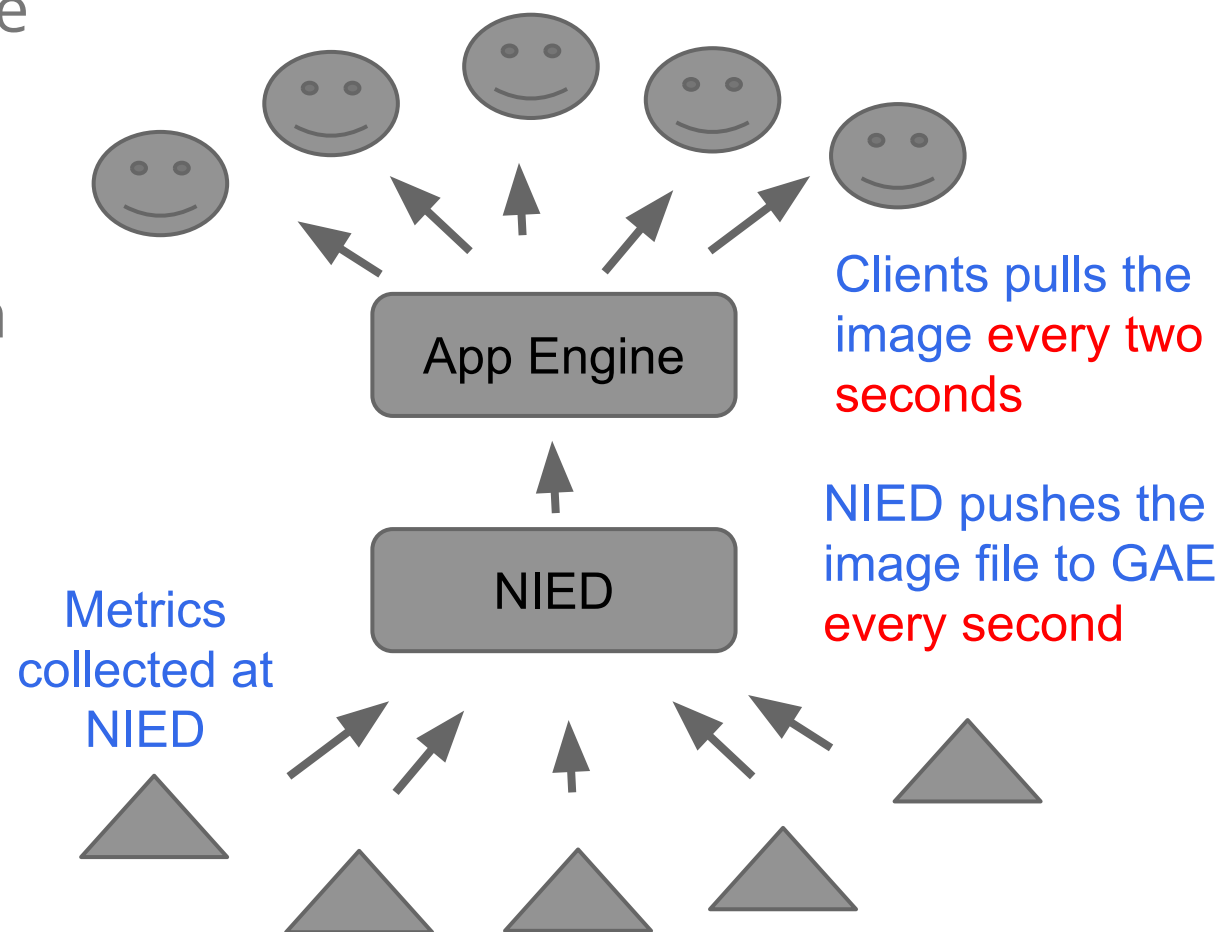 e
n
App Engine
Clients pulls the
image every two
seconds
NIED
NIED pushes the
image file to GAE
every second
Metrics
collected at
NIED